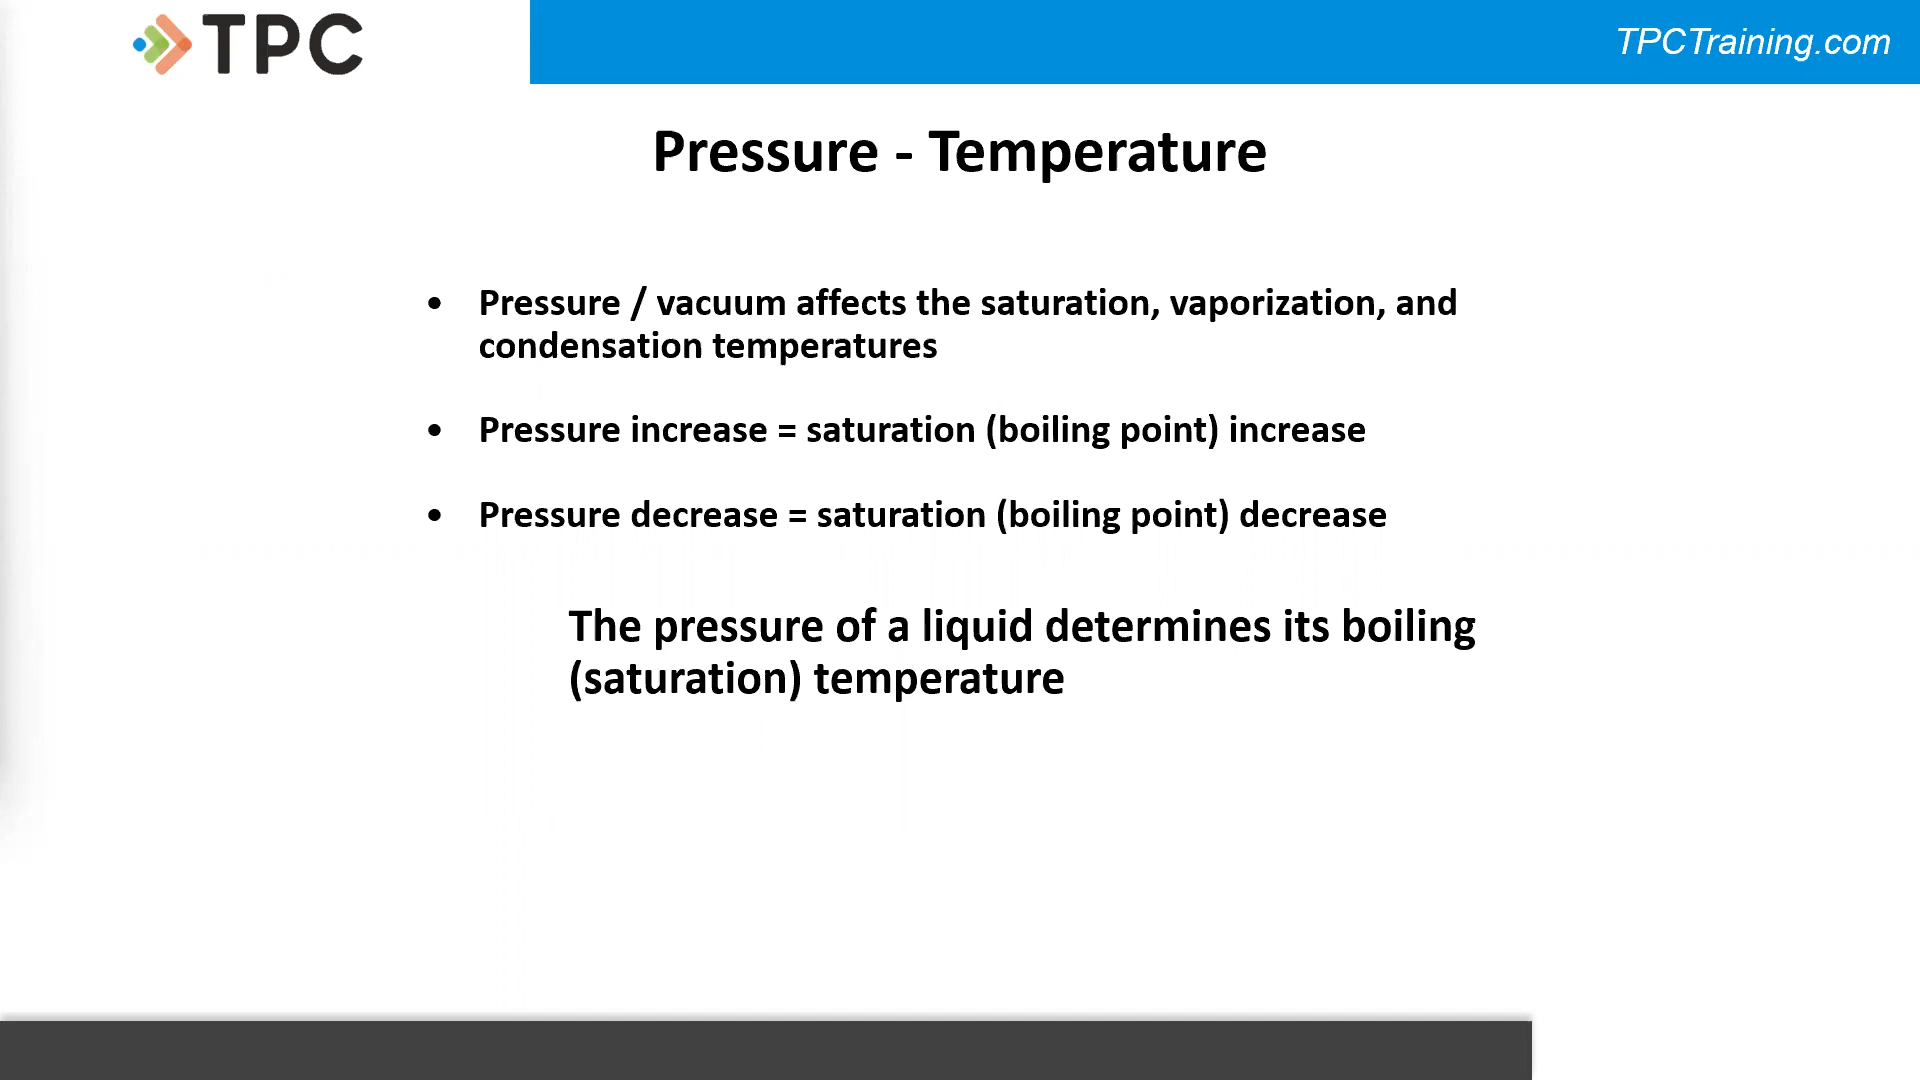 TPC
TPCTraining.com
Pressure - Temperature
• Pressure / vacuum affects the saturation, vaporization, and
condensation temperatures
• Pressure increase = saturation (boiling point) increase
• Pressure decrease = saturation (boiling point) decrease
The pressure of a liquid determines its boiling
(saturation) temperature